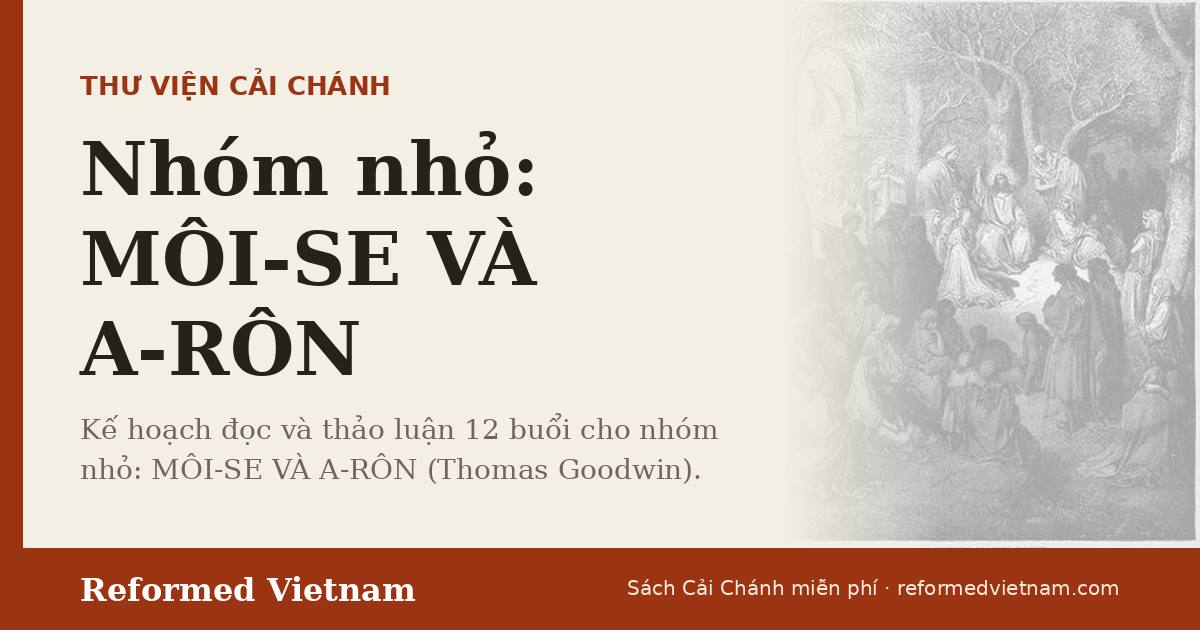 THƯ VIỆN CẢI CHÁNH
Nhóm nhỏ:
MÔI-SE VÀ
A-RÔN
Kế hoạch đọc và thảo luận 12 buổi cho nhóm
nhỏ: MÔI-SE VÀ A-RÔN (Thomas Goodwin).
Reformed Vietnam
Sách Cải Chánh miễn phí · reformedvietnam.com